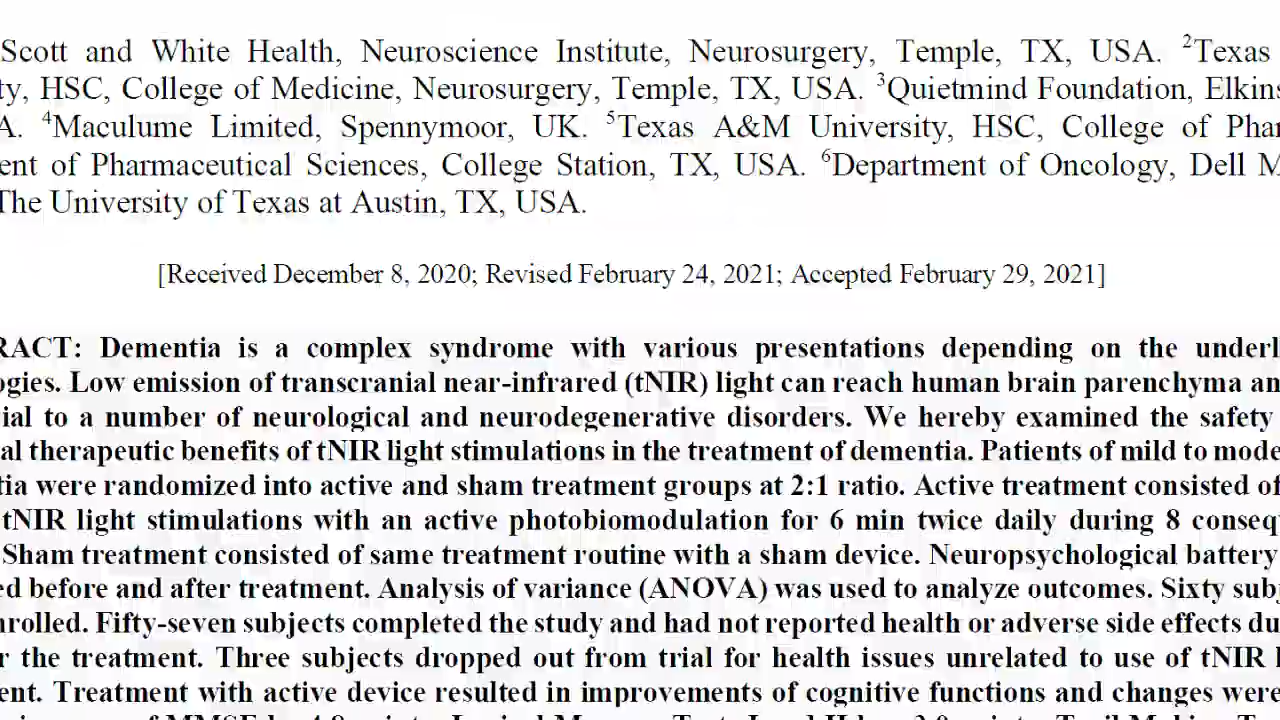 Scott and White Health, Neuroscience Institute, Neurosurgery, Temple, TX, USA. ²Texas
ty, HSC, College of Medicine, Neurosurgery, Temple, TX, USA. ³Quietmind Foundation, Elkins
A. ⁴Maculume Limited, Spennymoor, UK. ⁵Texas A&M University, HSC, College of Phar
ent of Pharmaceutical Sciences, College Station, TX, USA. ⁶Department of Oncology, Dell M
The University of Texas at Austin, TX, USA.
[Received December 8, 2020; Revised February 24, 2021; Accepted February 29, 2021]
RACT: Dementia is a complex syndrome with various presentations depending on the underl
ogies. Low emission of transcranial near-infrared (tNIR) light can reach human brain parenchyma an
ial to a number of neurological and neurodegenerative disorders. We hereby examined the safety
al therapeutic benefits of tNIR light stimulations in the treatment of dementia. Patients of mild to mode
tia were randomized into active and sham treatment groups at 2:1 ratio. Active treatment consisted of
tNIR light stimulations with an active photobiomodulation for 6 min twice daily during 8 consequ
Sham treatment consisted of same treatment routine with a sham device. Neuropsychological battery
ed before and after treatment. Analysis of variance (ANOVA) was used to analyze outcomes. Sixty subj
nrolled. Fifty-seven subjects completed the study and had not reported health or adverse side effects du
r the treatment. Three subjects dropped out from trial for health issues unrelated to use of tNIR l
ent. Treatment with active device resulted in improvements of cognitive functions and changes were